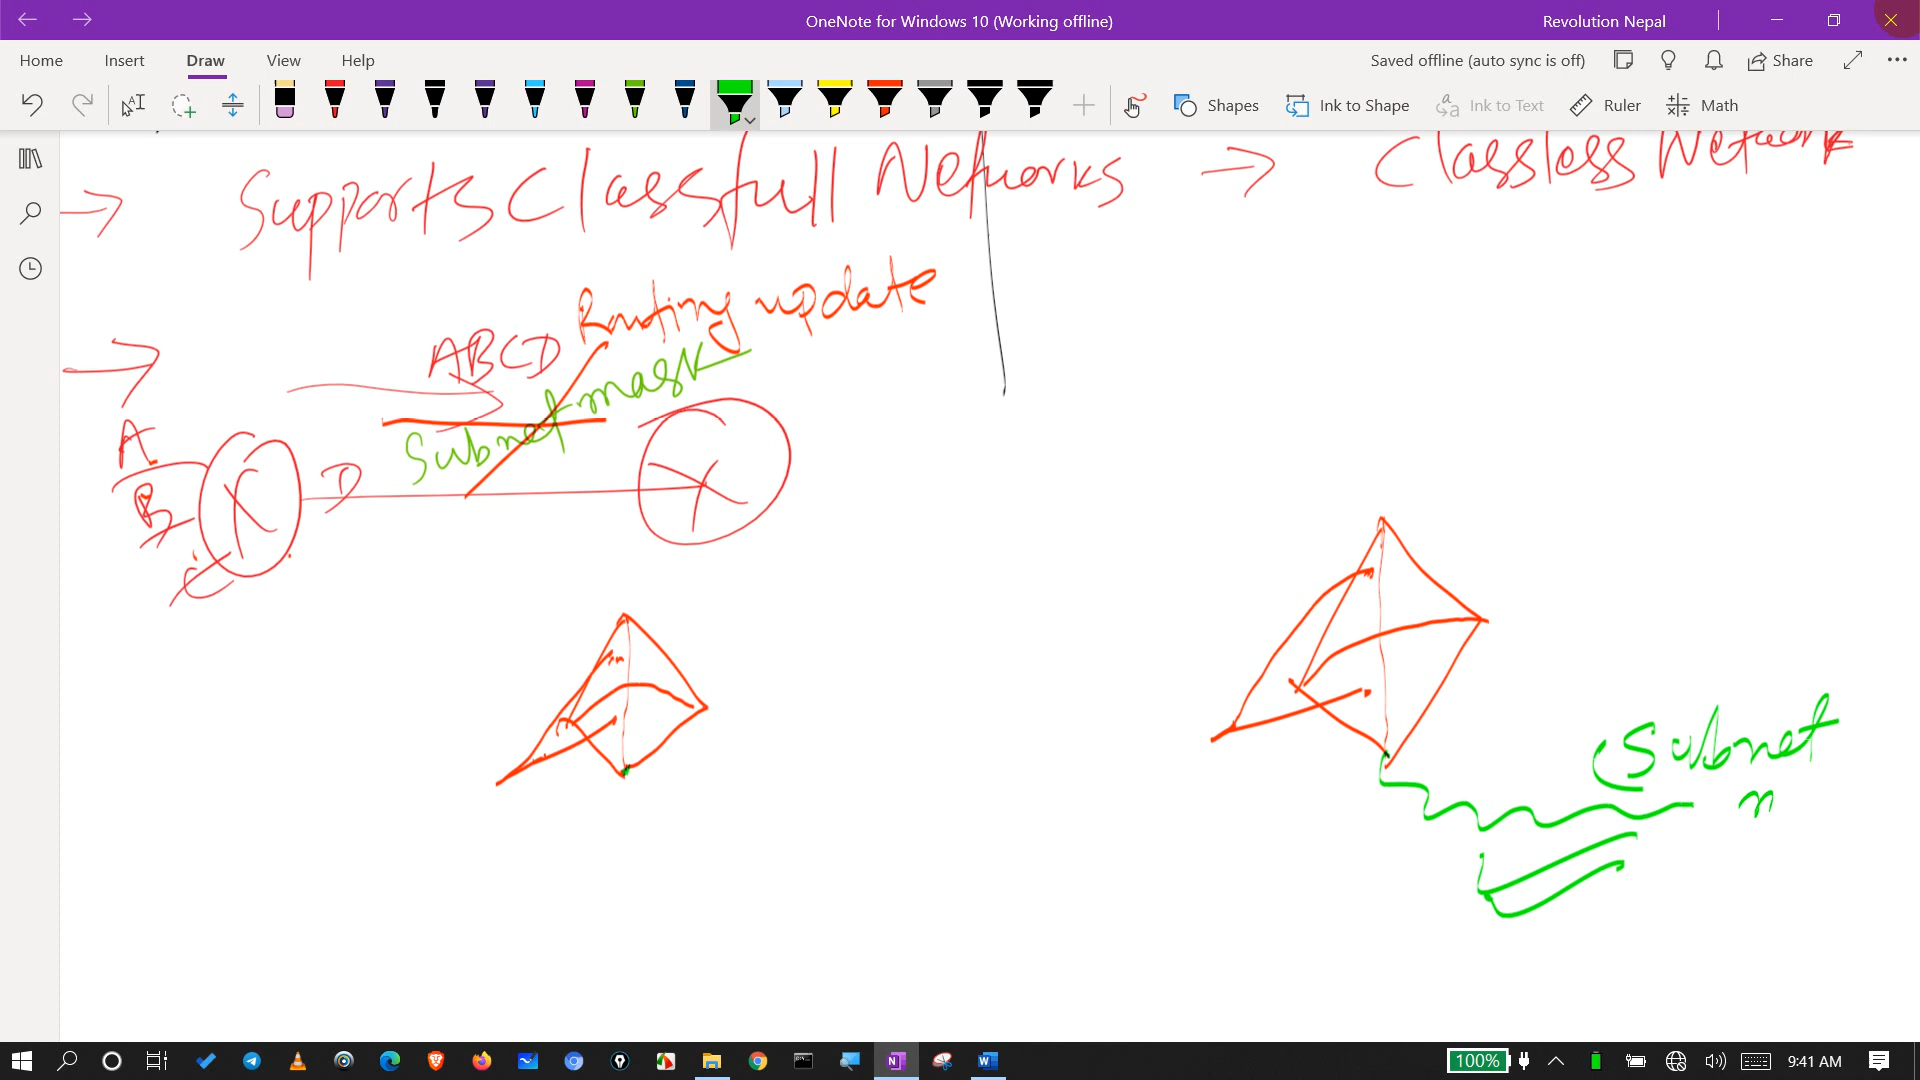 OneNote for Windows 10 (Working offline)
Revolution Nepal
Home Insert Draw View Help
Saved offline (auto sync is off)
Share
Shapes Ink to Shape Ink to Text Ruler Math
→ Supports Classfull Networks → Classless Network
Routing update
→ ABCD
Subnet mask
A
B
C
D
Subnet
n
100%
9:41 AM